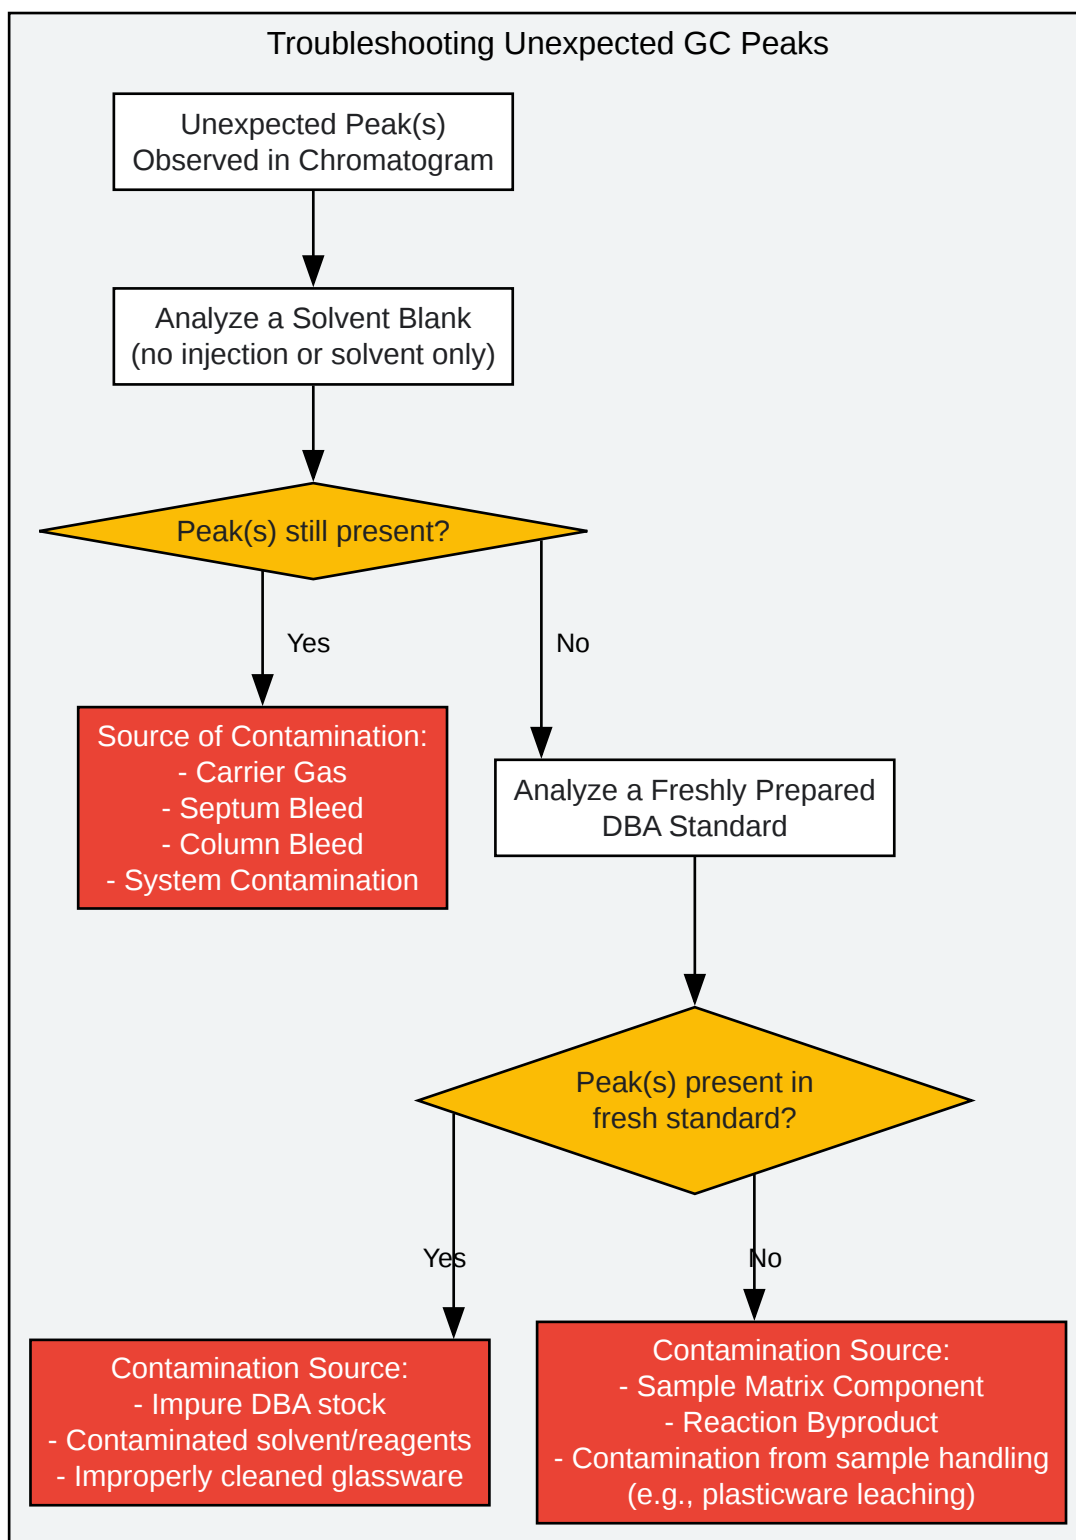 Troubleshooting Unexpected GC Peaks
Unexpected Peak(s)
Observed in Chromatogram
Analyze a Solvent Blank
(no injection or solvent only)
Peak(s) still present?
Yes
No
Source of Contamination:
- Carrier Gas
- Septum Bleed
- Column Bleed
- System Contamination
Analyze a Freshly Prepared
DBA Standard
Peak(s) present in
fresh standard?
Yes
No
Contamination Source:
- Impure DBA stock
- Contaminated solvent/reagents
- Improperly cleaned glassware
Contamination Source:
- Sample Matrix Component
- Reaction Byproduct
- Contamination from sample handling
(e.g., plasticware leaching)